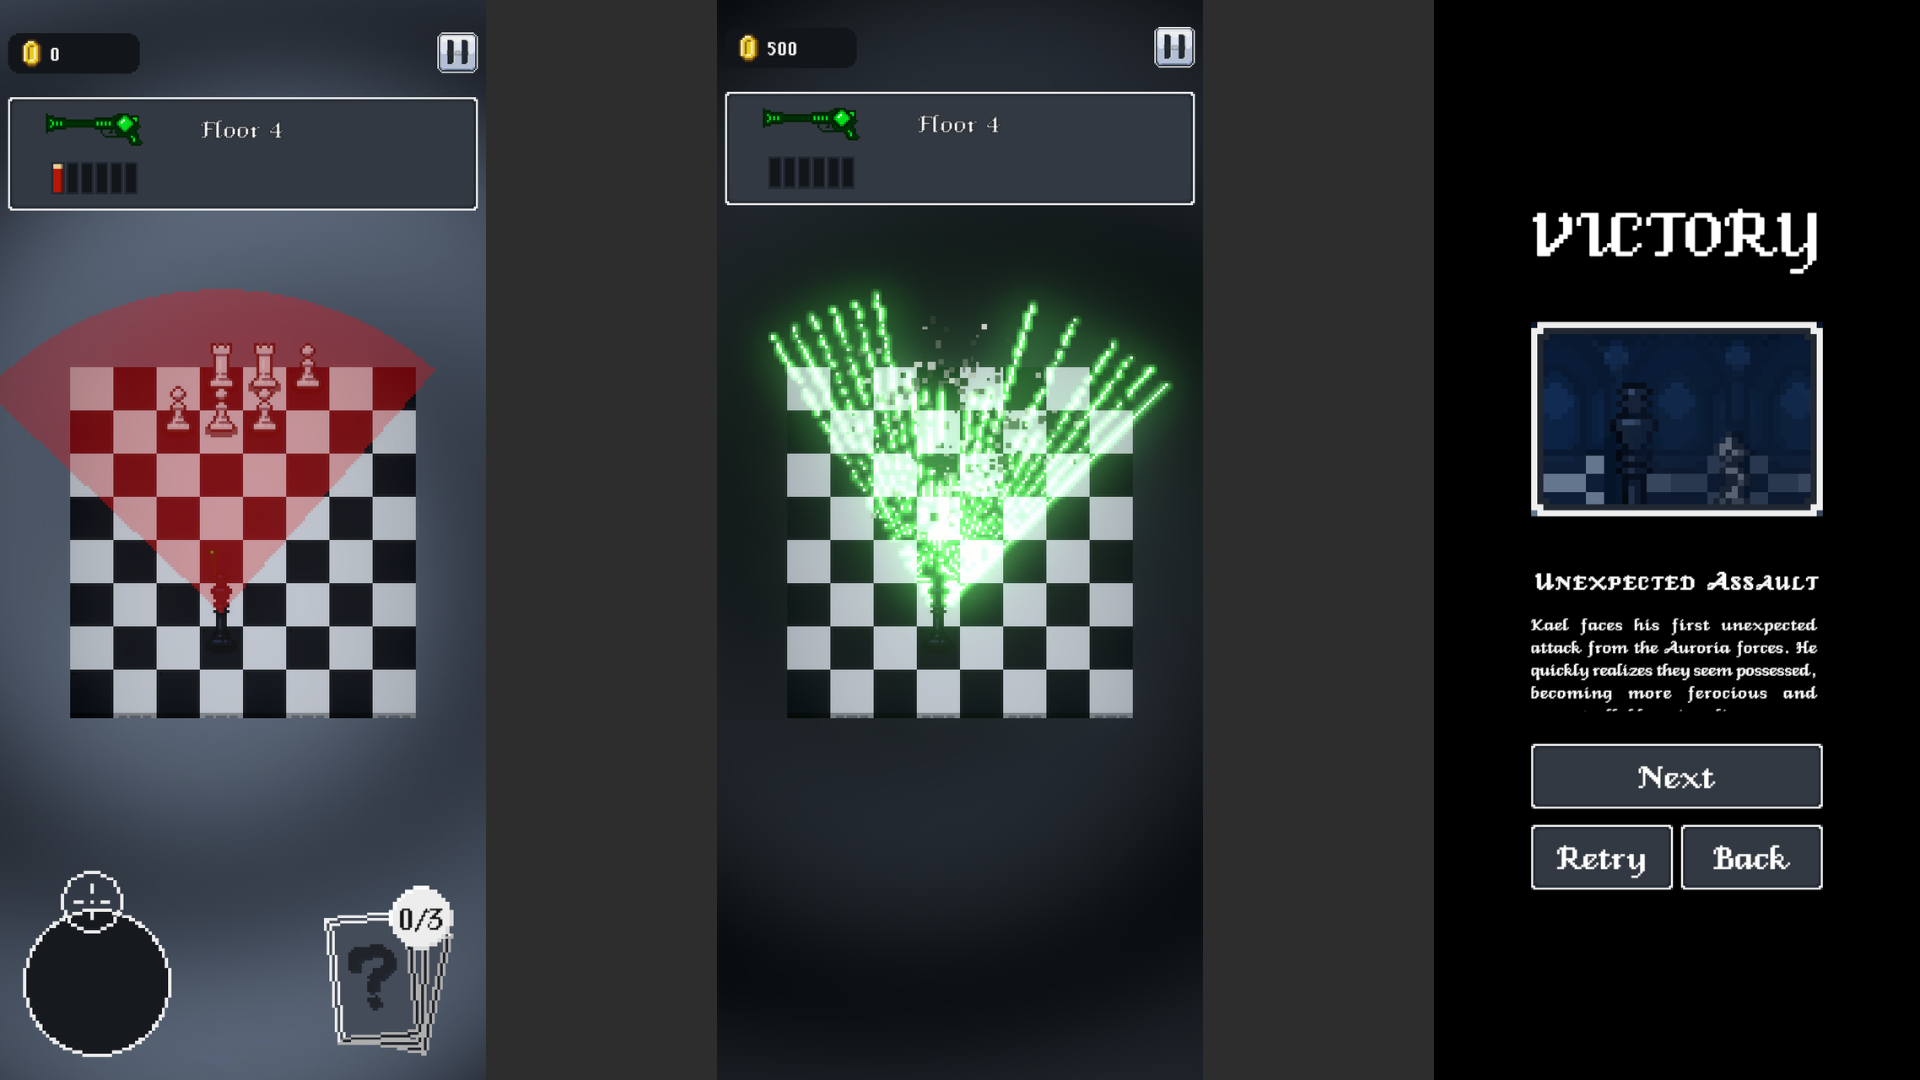 0
Floor 4
0/3
?
500
Floor 4
VICTORY
Unexpected Assault
Kael faces his first unexpected
attack from the Auroria forces. He
quickly realizes they seem possessed,
becoming more ferocious and
Next
Retry
Back